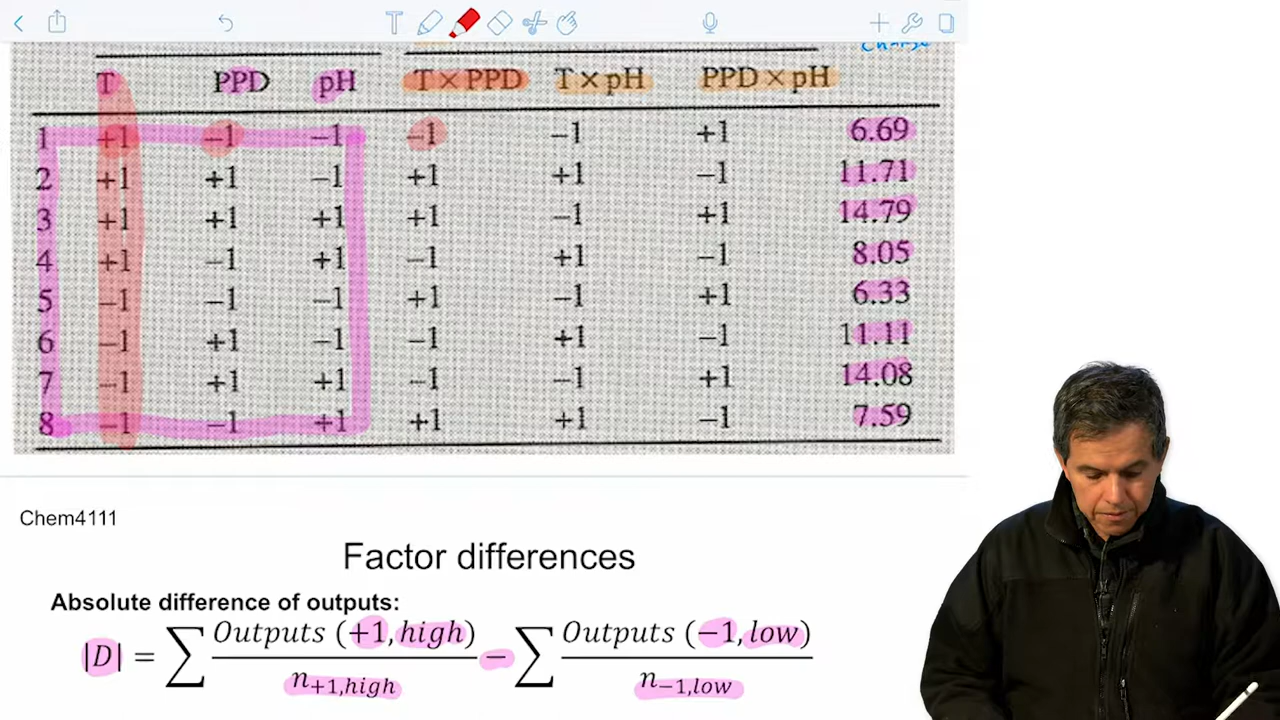 Change
T PPD pH T × PPD T × pH PPD × pH
1 +1 −1 −1 −1 −1 +1 6.69
2 +1 +1 −1 +1 +1 −1 11.71
3 +1 +1 +1 +1 −1 +1 14.79
4 +1 −1 +1 −1 +1 −1 8.05
5 −1 −1 −1 +1 −1 +1 6.33
6 −1 +1 −1 −1 +1 −1 11.11
7 −1 +1 +1 −1 −1 +1 14.08
8 −1 −1 +1 +1 +1 −1 7.59
Chem4111
Factor differences
Absolute difference of outputs:
|D| = ∑ Outputs (+1, high) / n+1,high − ∑ Outputs (−1, low) / n−1,low